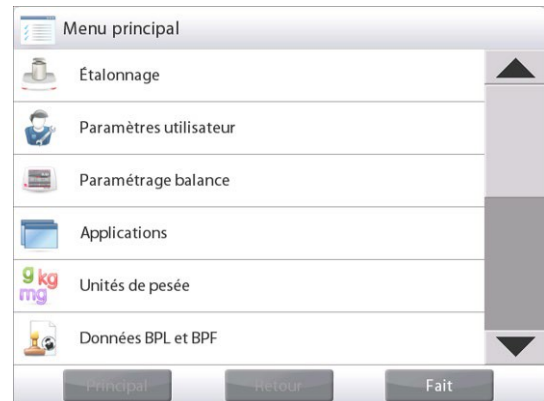 Menu principal
Étalonnage
Paramètres utilisateur
Paramétrage balance
Applications
g kg
mg
Unités de pesée
Données BPL et BPF
Principal Retour Fait